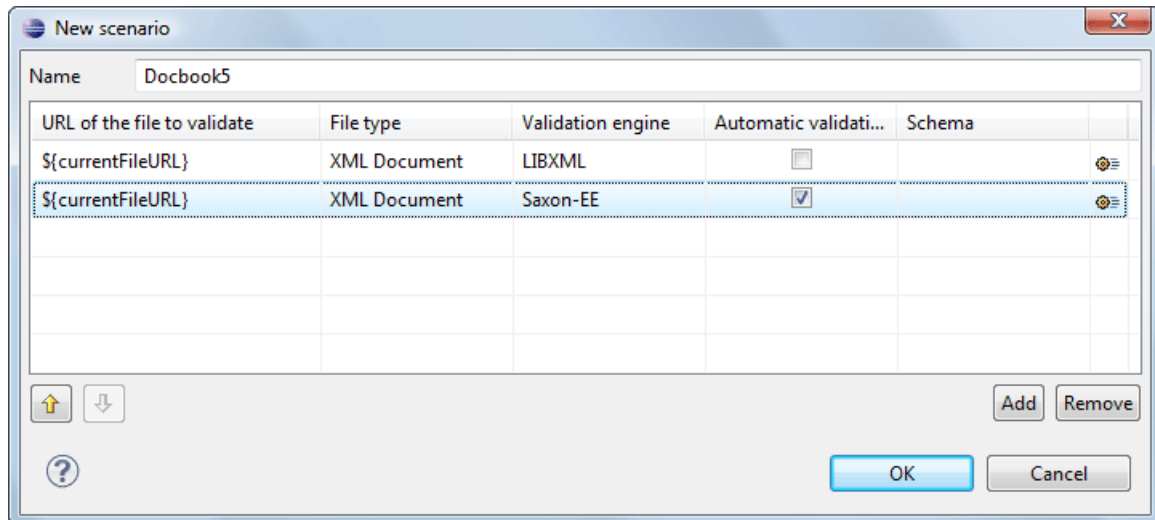 New scenario
Name Docbook5
URL of the file to validate File type Validation engine Automatic validati... Schema
${currentFileURL} XML Document LIBXML
${currentFileURL} XML Document Saxon-EE
Add Remove
? OK Cancel